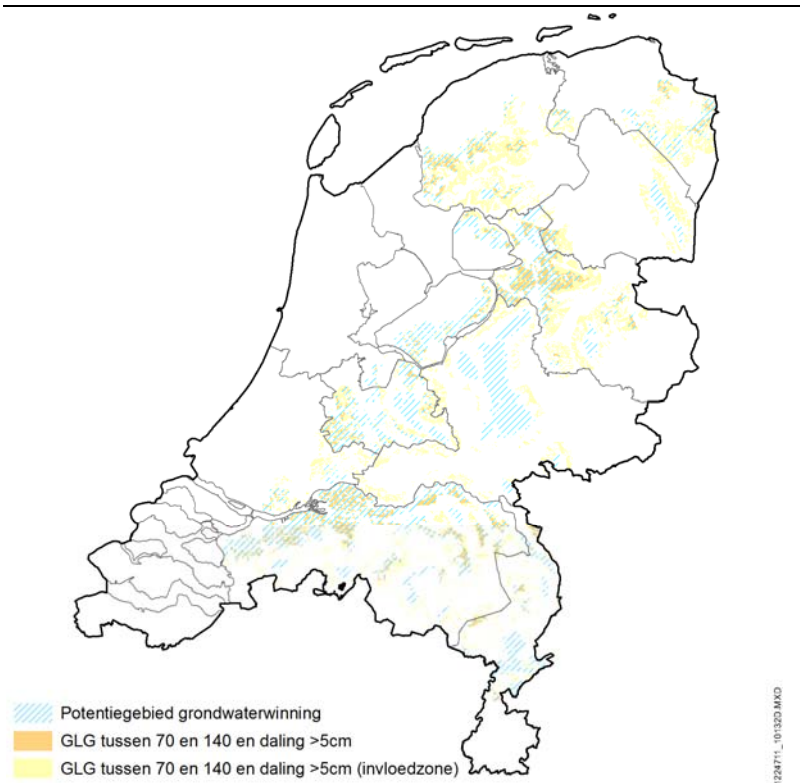 Potentiegebied grondwaterwinning
GLG tussen 70 en 140 en daling >5cm
GLG tussen 70 en 140 en daling >5cm (invloedzone)
1224711_10132D.MXD